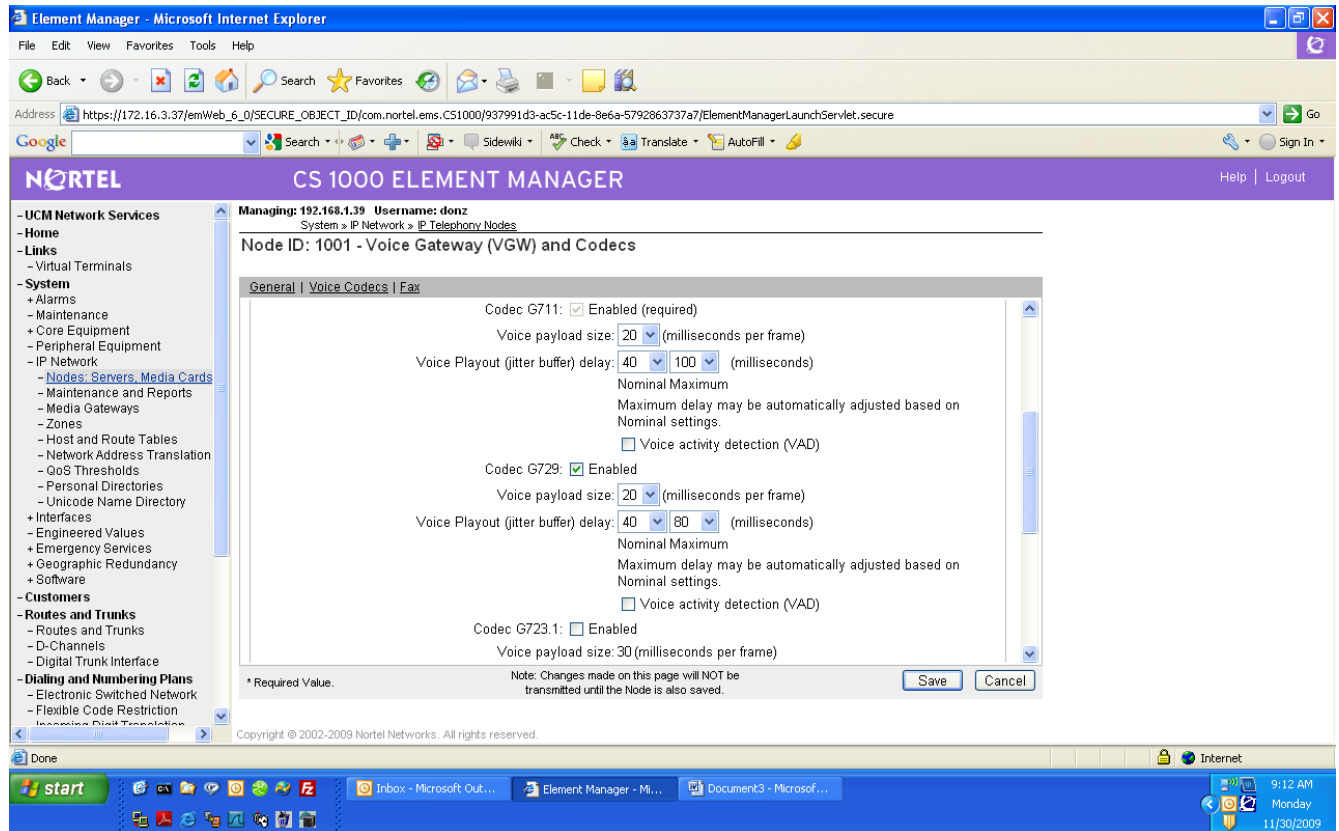 Element Manager - Microsoft Internet Explorer
File Edit View Favorites Tools Help
Back Search Favorites
Address https://172.16.3.37/emWeb_6_0/SECURE_OBJECT_ID/com.nortel.ems.CS1000/937991d3-ac5c-11de-8e6a-5792863737a7/ElementManagerLaunchServlet.secure Go
Google Search Sidewiki Check Translate AutoFill Sign In
NORTEL CS 1000 ELEMENT MANAGER Help | Logout
- UCM Network Services
- Home
- Links
- Virtual Terminals
- System
+ Alarms
- Maintenance
+ Core Equipment
- Peripheral Equipment
- IP Network
- Nodes: Servers, Media Cards
- Maintenance and Reports
- Media Gateways
- Zones
- Host and Route Tables
- Network Address Translation
- QoS Thresholds
- Personal Directories
- Unicode Name Directory
+ Interfaces
- Engineered Values
+ Emergency Services
+ Geographic Redundancy
+ Software
- Customers
- Routes and Trunks
- Routes and Trunks
- D-Channels
- Digital Trunk Interface
- Dialing and Numbering Plans
- Electronic Switched Network
- Flexible Code Restriction
- Incoming Digit Translation
Managing: 192.168.1.39 Username: donz
System » IP Network » IP Telephony Nodes
Node ID: 1001 - Voice Gateway (VGW) and Codecs
General | Voice Codecs | Fax
Codec G711: Enabled (required)
Voice payload size: 20 (milliseconds per frame)
Voice Playout (jitter buffer) delay: 40 100 (milliseconds)
Nominal Maximum
Maximum delay may be automatically adjusted based on
Nominal settings.
Voice activity detection (VAD)
Codec G729: Enabled
Voice payload size: 20 (milliseconds per frame)
Voice Playout (jitter buffer) delay: 40 80 (milliseconds)
Nominal Maximum
Maximum delay may be automatically adjusted based on
Nominal settings.
Voice activity detection (VAD)
Codec G723.1: Enabled
Voice payload size: 30 (milliseconds per frame)
* Required Value.
Note: Changes made on this page will NOT be
transmitted until the Node is also saved.
Save Cancel
Copyright © 2002-2009 Nortel Networks. All rights reserved.
Done Internet
start Inbox - Microsoft Out... Element Manager - Mi... Document3 - Microsof...
9:12 AM
Monday
11/30/2009